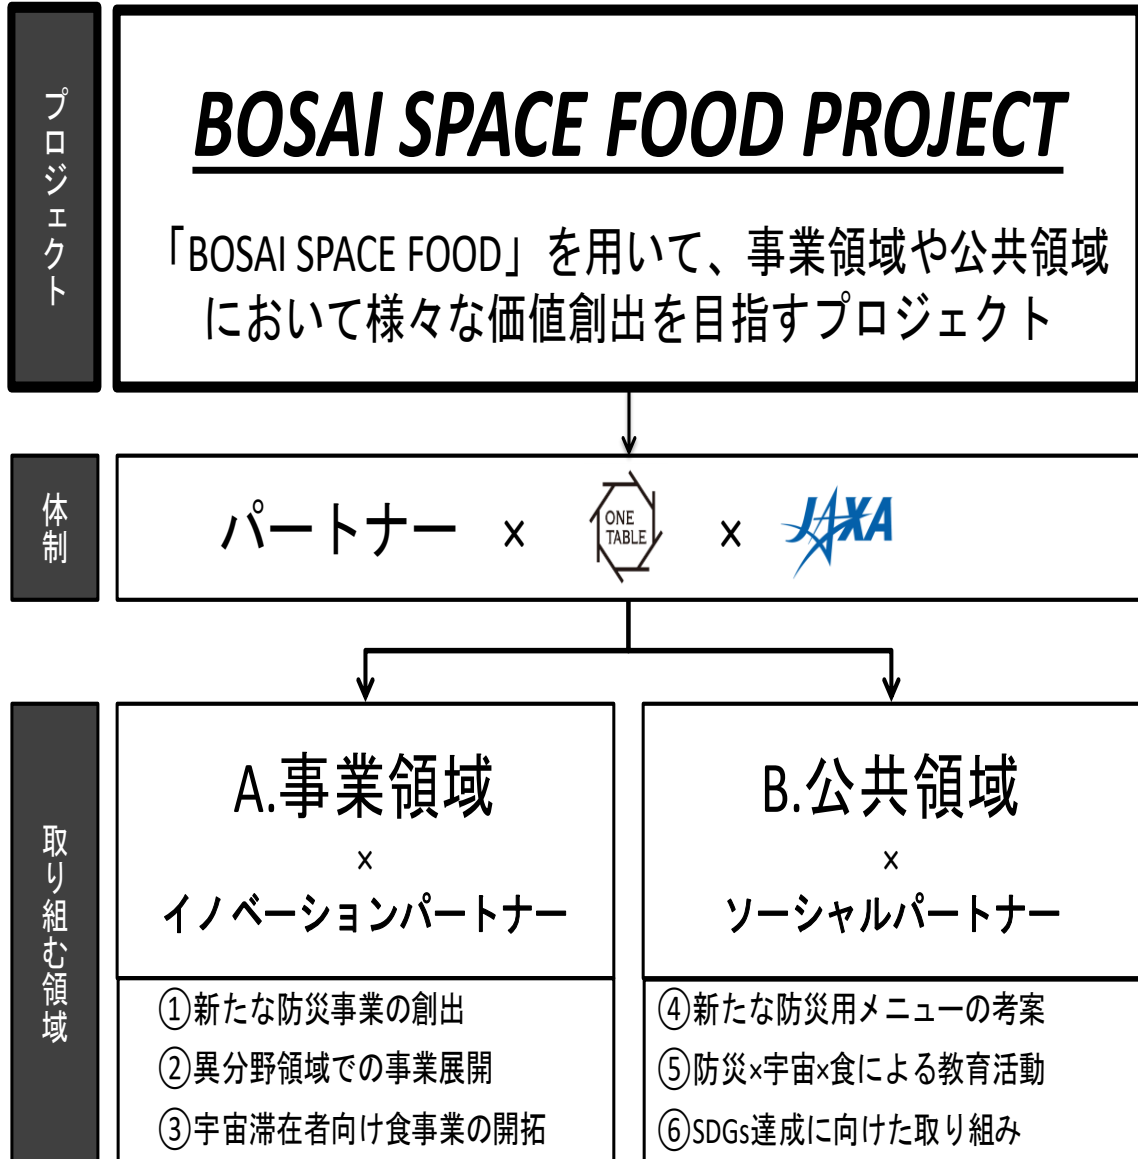 プロジェクト
BOSAI SPACE FOOD PROJECT
「BOSAI SPACE FOOD」を用いて、事業領域や公共領域
において様々な価値創出を目指すプロジェクト
体制
パートナー × ONE TABLE × JAXA
取り組む領域
A.事業領域
×
イノベーションパートナー
①新たな防災事業の創出
②異分野領域での事業展開
③宇宙滞在者向け食事業の開拓
B.公共領域
×
ソーシャルパートナー
④新たな防災用メニューの考案
⑤防災×宇宙×食による教育活動
⑥SDGs達成に向けた取り組み